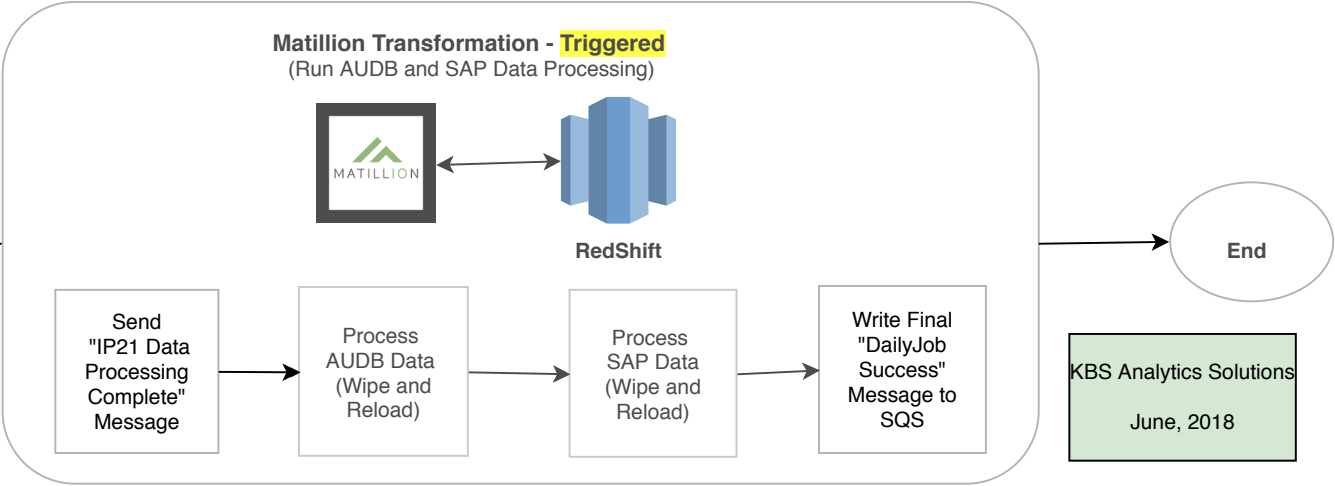 Matillion Transformation - Triggered
(Run AUDB and SAP Data Processing)
MATILLION
RedShift
End
Send
"IP21 Data
Processing
Complete"
Message
Process
AUDB Data
(Wipe and
Reload)
Process
SAP Data
(Wipe and
Reload)
Write Final
"DailyJob
Success"
Message to
SQS
KBS Analytics Solutions
June, 2018